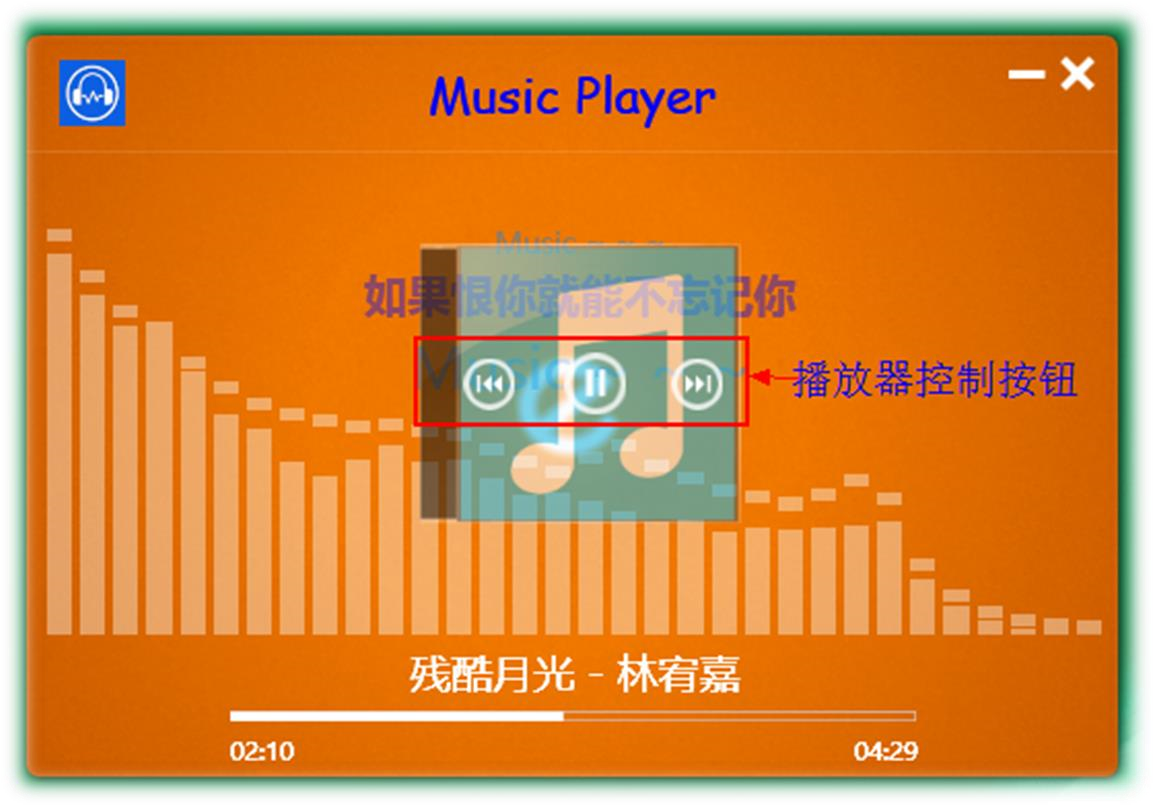 Music Player
Music ~ ~ ~
如果恨你就能不忘记你
Music ~ ~
播放器控制按钮
残酷月光 - 林宥嘉
02:10
04:29